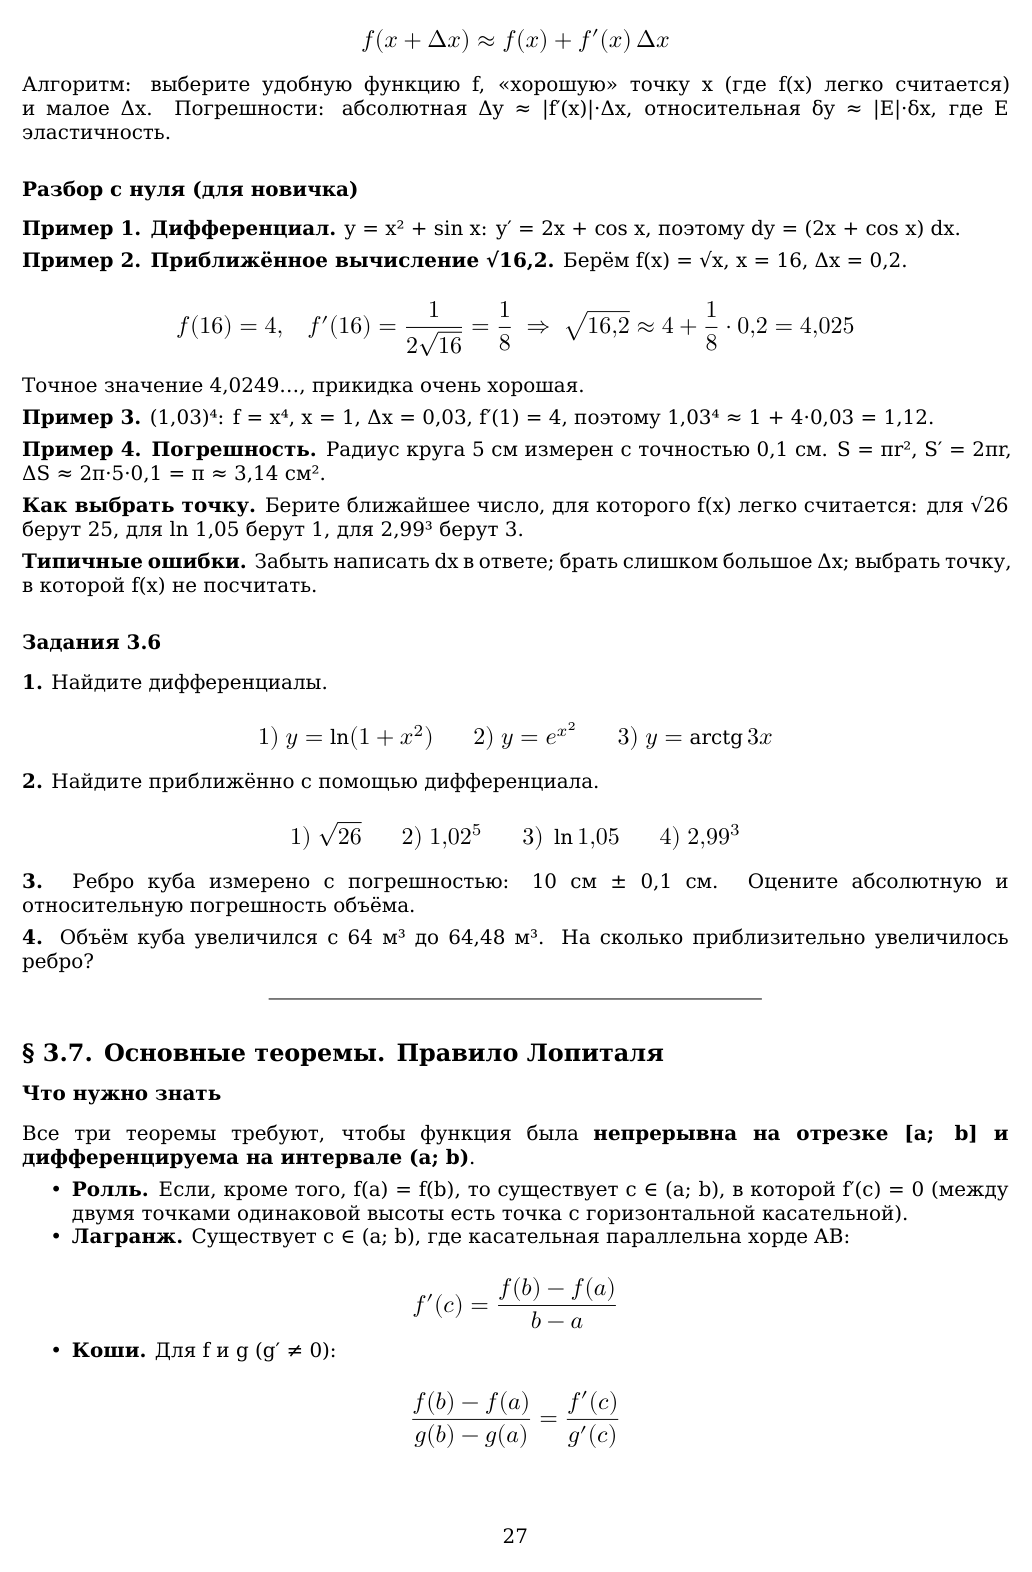 f(x + Δx) ≈ f(x) + f′(x) Δx
Алгоритм: выберите удобную функцию f, «хорошую» точку x (где f(x) легко считается)
и малое Δx. Погрешности: абсолютная Δy ≈ |f′(x)|·Δx, относительная δy ≈ |E|·δx, где E
эластичность.
Разбор с нуля (для новичка)
Пример 1. Дифференциал. y = x² + sin x: y′ = 2x + cos x, поэтому dy = (2x + cos x) dx.
Пример 2. Приближённое вычисление √16,2. Берём f(x) = √x, x = 16, Δx = 0,2.
f(16) = 4, f′(16) = 1/(2√16) = 1/8 ⇒ √16,2 ≈ 4 + 1/8 · 0,2 = 4,025
Точное значение 4,0249…, прикидка очень хорошая.
Пример 3. (1,03)⁴: f = x⁴, x = 1, Δx = 0,03, f′(1) = 4, поэтому 1,03⁴ ≈ 1 + 4·0,03 = 1,12.
Пример 4. Погрешность. Радиус круга 5 см измерен с точностью 0,1 см. S = πr², S′ = 2πr,
ΔS ≈ 2π·5·0,1 = π ≈ 3,14 см².
Как выбрать точку. Берите ближайшее число, для которого f(x) легко считается: для √26
берут 25, для ln 1,05 берут 1, для 2,99³ берут 3.
Типичные ошибки. Забыть написать dx в ответе; брать слишком большое Δx; выбрать точку,
в которой f(x) не посчитать.
Задания 3.6
1. Найдите дифференциалы.
1) y = ln(1 + x²) 2) y = e^{x²} 3) y = arctg 3x
2. Найдите приближённо с помощью дифференциала.
1) √26 2) 1,02⁵ 3) ln 1,05 4) 2,99³
3. Ребро куба измерено с погрешностью: 10 см ± 0,1 см. Оцените абсолютную и
относительную погрешность объёма.
4. Объём куба увеличился с 64 м³ до 64,48 м³. На сколько приблизительно увеличилось
ребро?
§ 3.7. Основные теоремы. Правило Лопиталя
Что нужно знать
Все три теоремы требуют, чтобы функция была непрерывна на отрезке [a; b] и
дифференцируема на интервале (a; b).
• Ролль. Если, кроме того, f(a) = f(b), то существует c ∈ (a; b), в которой f′(c) = 0 (между
двумя точками одинаковой высоты есть точка с горизонтальной касательной).
• Лагранж. Существует c ∈ (a; b), где касательная параллельна хорде AB:
f′(c) = (f(b) − f(a))/(b − a)
• Коши. Для f и g (g′ ≠ 0):
(f(b) − f(a))/(g(b) − g(a)) = f′(c)/g′(c)
27